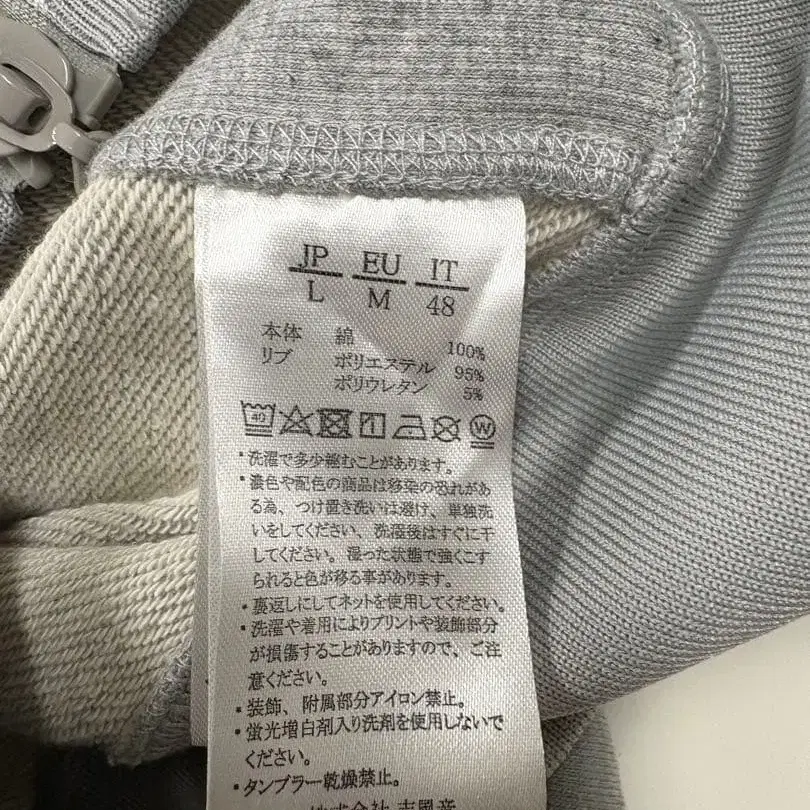 JP EU IT
L M 48
本体 綿 100%
リブ ポリエステル 95%
ポリウレタン 5%
40 W
・洗濯で多少縮むことがあります。
・濃色や配色の商品は移染の恐れがあ
る為、つけ置き洗いは避け、単独洗
いをしてください、洗濯後はすぐに干
してください。湿った状態で強くこす
られると色が移る事があります。
・裏返しにしてネットを使用してください。
・洗濯や着用によりプリントや装飾部分
が損傷することがありますので、ご注
意ください。
・装飾、附属部分アイロン禁止。
・蛍光増白剤入り洗剤を使用しないで
ください。
・タンブラー乾燥禁止。
株式会社